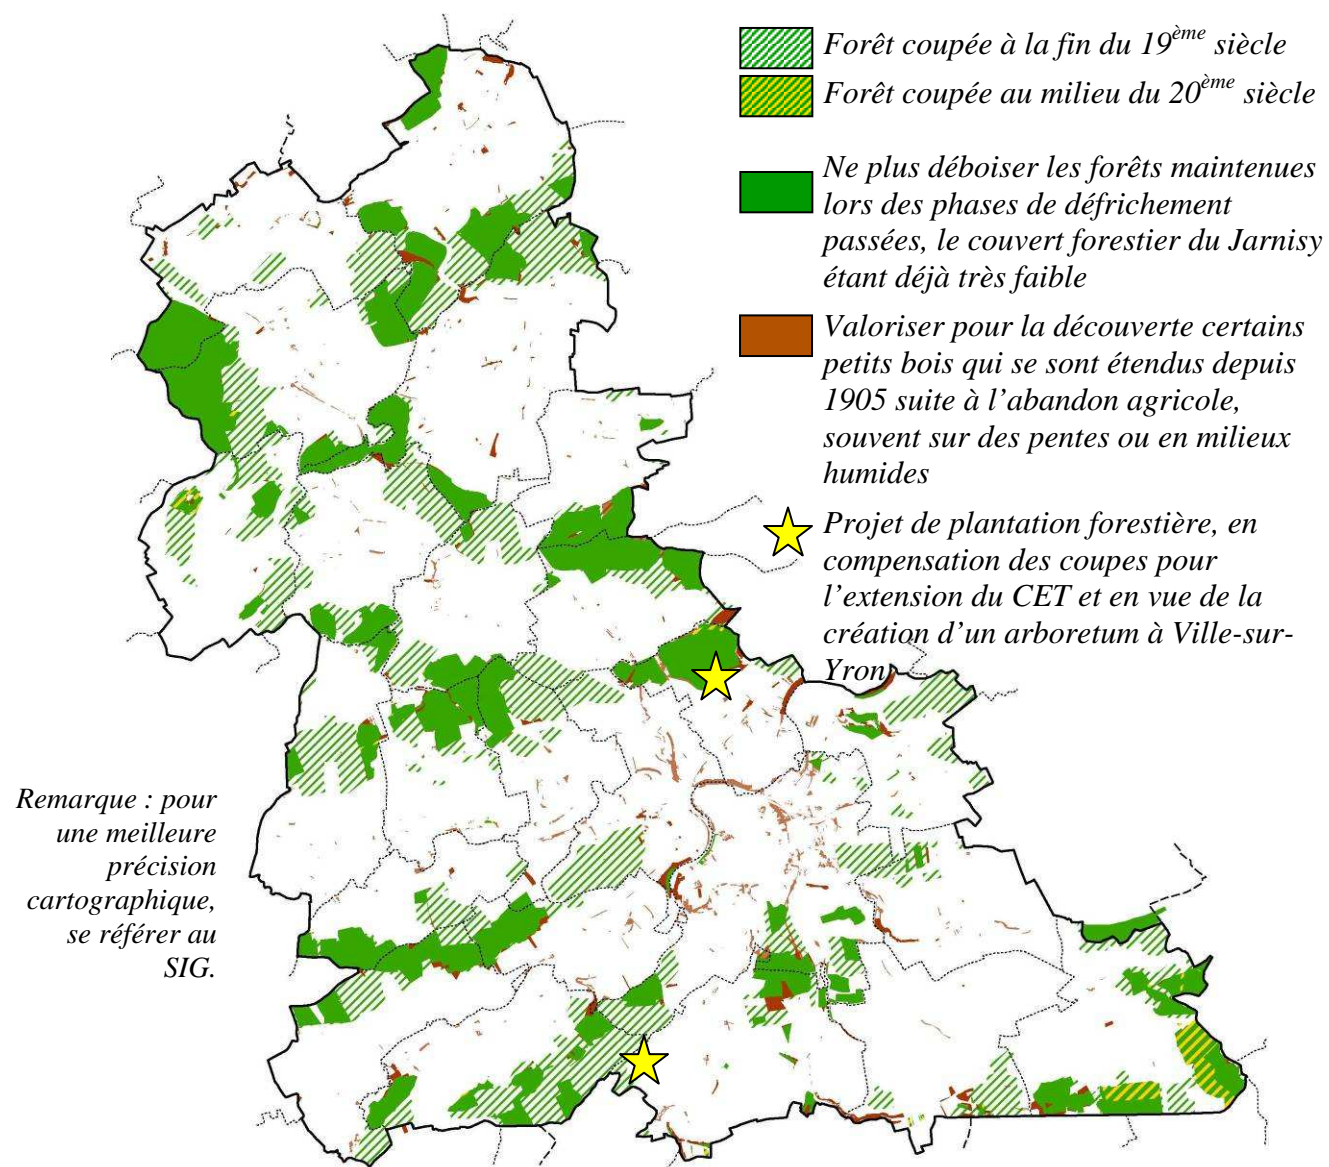 Forêt coupée à la fin du 19ème siècle
Forêt coupée au milieu du 20ème siècle
Ne plus déboiser les forêts maintenues
lors des phases de défrichement
passées, le couvert forestier du Jarnisy
étant déjà très faible
Valoriser pour la découverte certains
petits bois qui se sont étendus depuis
1905 suite à l’abandon agricole,
souvent sur des pentes ou en milieux
humides
Projet de plantation forestière, en
compensation des coupes pour
l’extension du CET et en vue de la
création d’un arboretum à Ville-sur-
Yron
Remarque : pour
une meilleure
précision
cartographique,
se référer au
SIG.